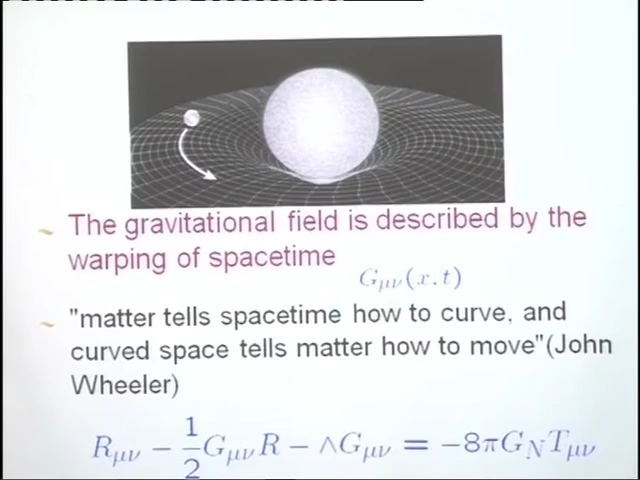 The gravitational field is described by the
warping of spacetime
G_{μν}(x,t)
"matter tells spacetime how to curve, and
curved space tells matter how to move"(John
Wheeler)
R_{μν} − \frac{1}{2}G_{μν}R − ΛG_{μν} = −8πG_N T_{μν}